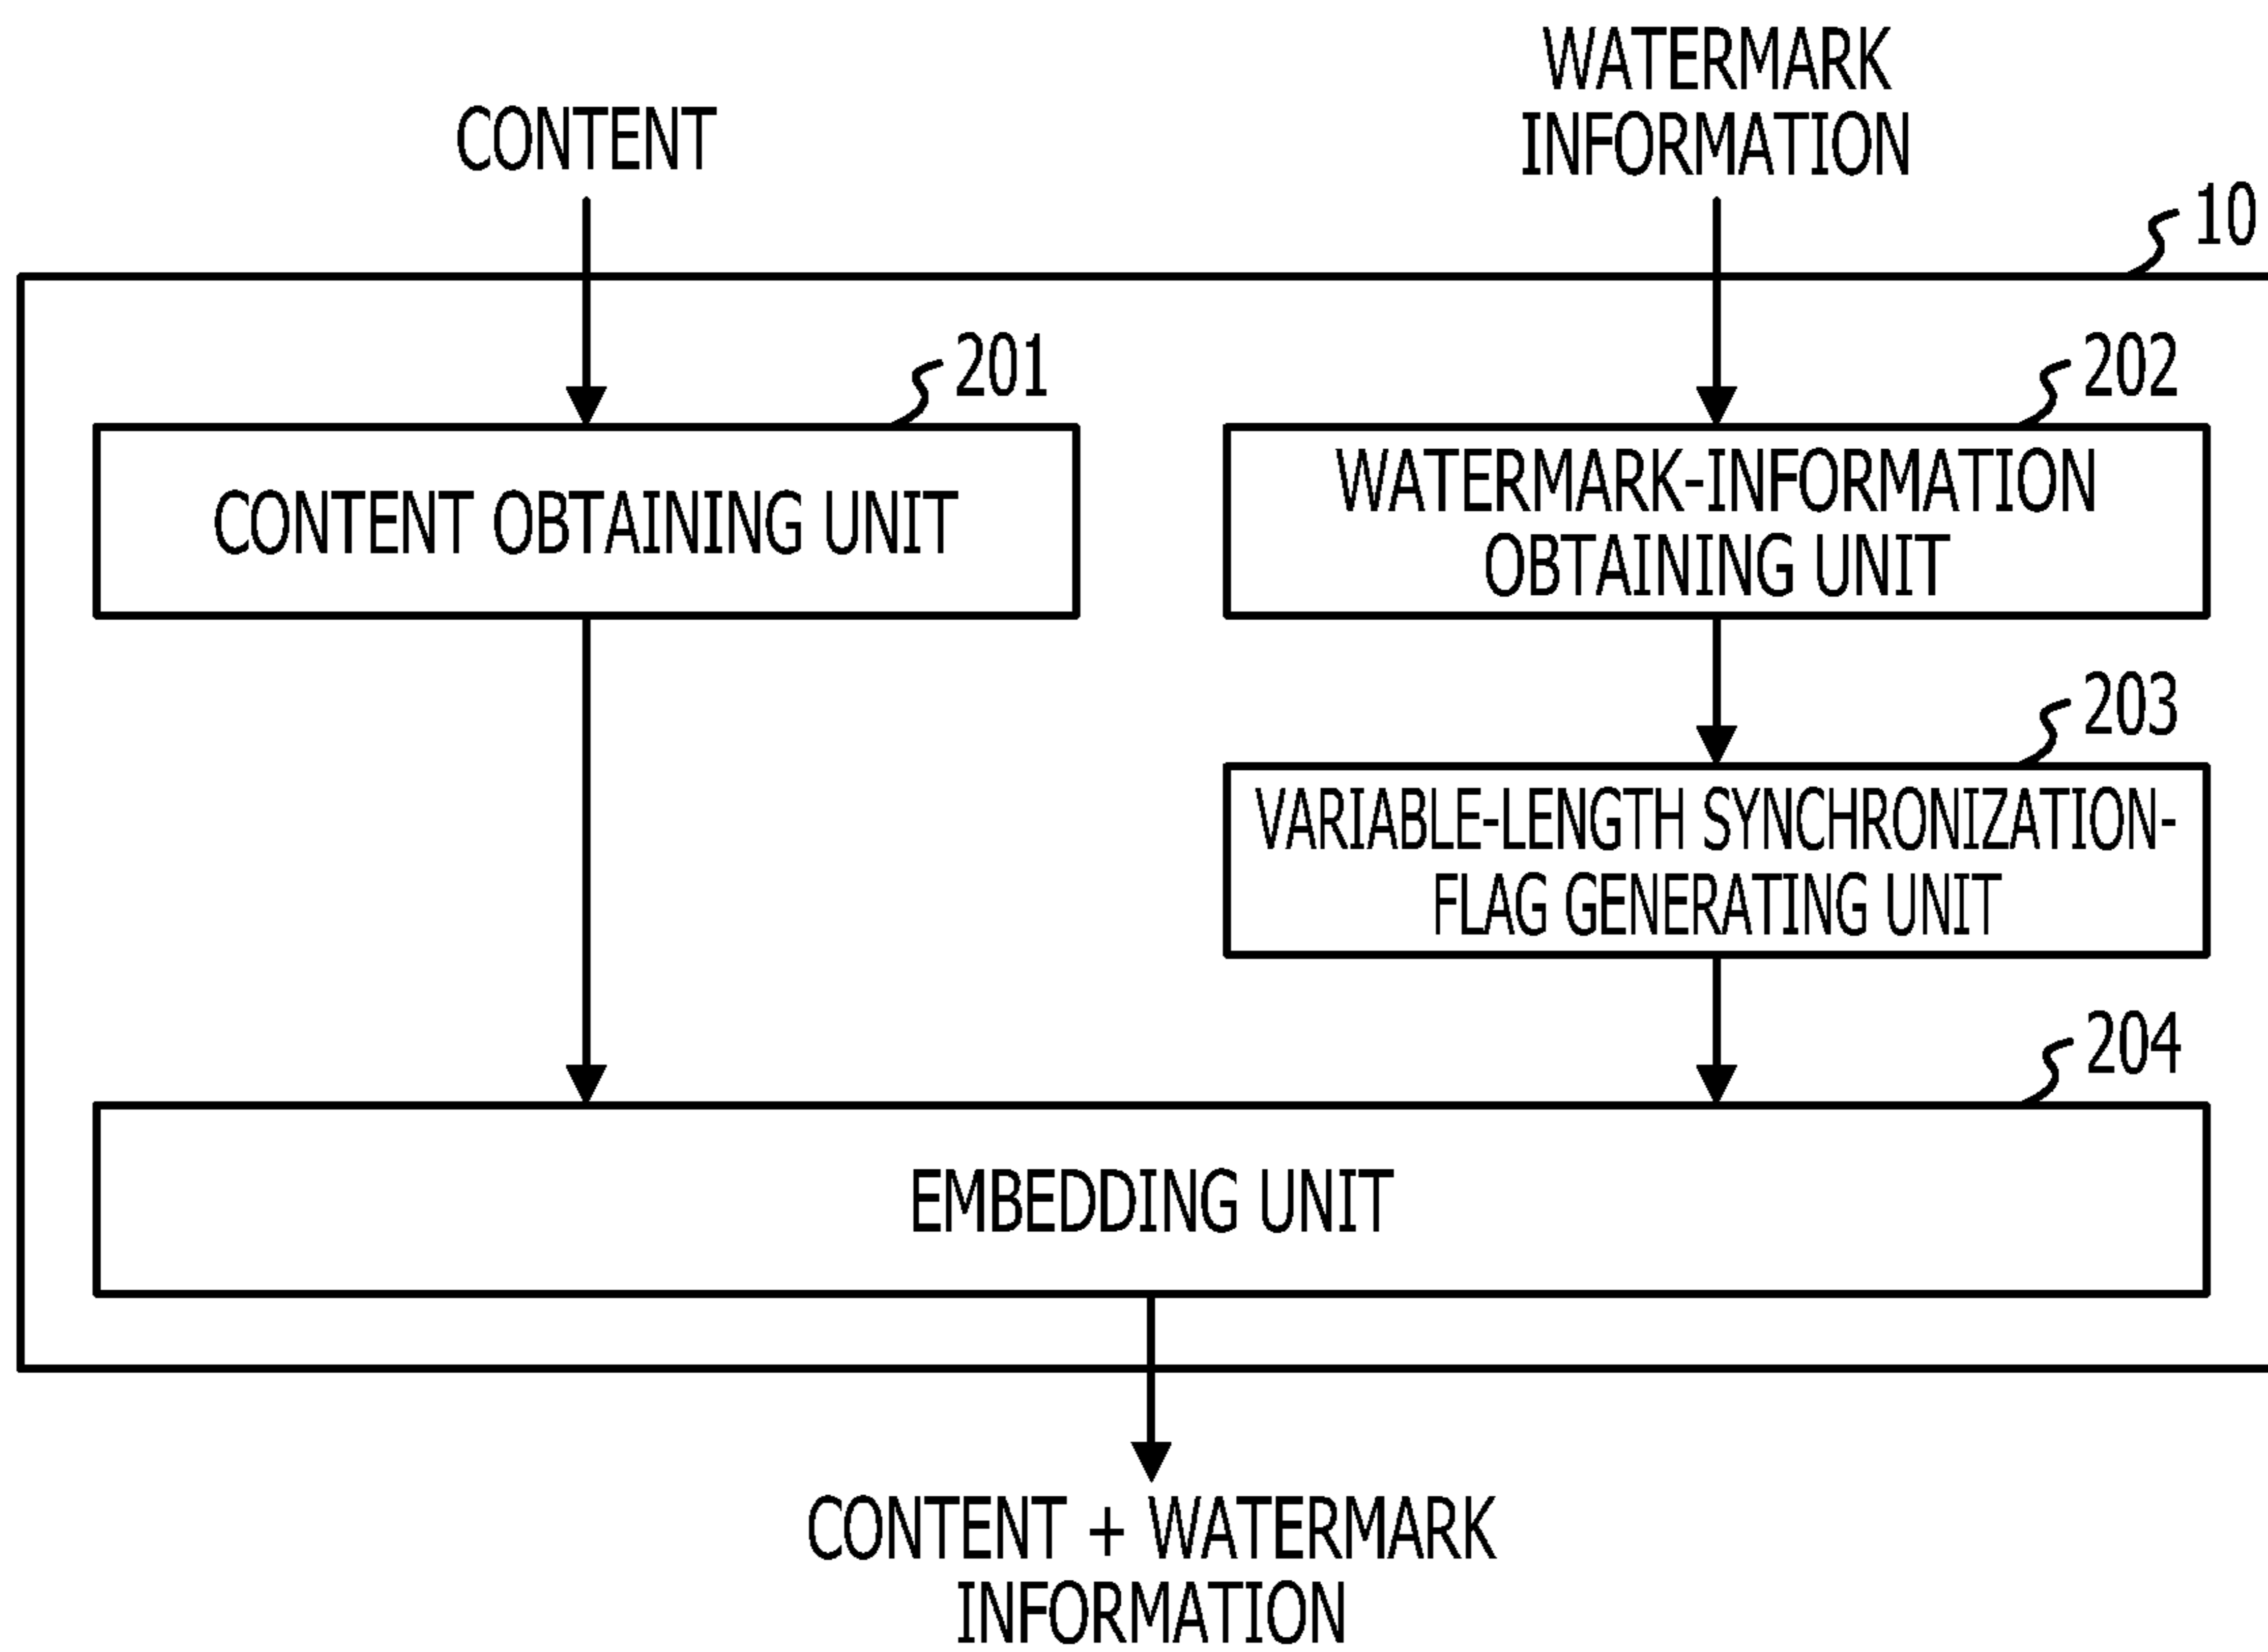 CONTENT
WATERMARK
INFORMATION
10
201
202
CONTENT OBTAINING UNIT
WATERMARK-INFORMATION
OBTAINING UNIT
203
VARIABLE-LENGTH SYNCHRONIZATION-
FLAG GENERATING UNIT
204
EMBEDDING UNIT
CONTENT + WATERMARK
INFORMATION